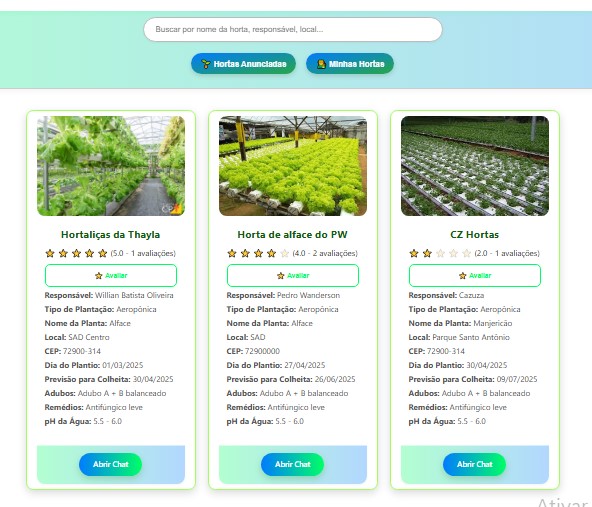 Buscar por nome da horta, responsável, local...
Hortas Anunciadas
Minhas Hortas
Hortaliças da Thayla
(5.0 - 1 avaliações)
Avaliar
Responsável: Willian Batista Oliveira
Tipo de Plantação: Aeropônica
Nome da Planta: Alface
Local: SAD Centro
CEP: 72900-314
Dia do Plantio: 01/03/2025
Previsão para Colheita: 30/04/2025
Adubos: Adubo A + B balanceado
Remédios: Antifúngico leve
pH da Água: 5.5 - 6.0
Abrir Chat
Horta de alface do PW
(4.0 - 2 avaliações)
Avaliar
Responsável: Pedro Wanderson
Tipo de Plantação: Aeropônica
Nome da Planta: Alface
Local: SAD
CEP: 72900000
Dia do Plantio: 27/04/2025
Previsão para Colheita: 26/06/2025
Adubos: Adubo A + B balanceado
Remédios: Antifúngico leve
pH da Água: 5.5 - 6.0
Abrir Chat
CZ Hortas
(2.0 - 1 avaliações)
Avaliar
Responsável: Cazuza
Tipo de Plantação: Aeropônica
Nome da Planta: Manjericão
Local: Parque Santo Antônio
CEP: 72900-314
Dia do Plantio: 30/04/2025
Previsão para Colheita: 09/07/2025
Adubos: Adubo A + B balanceado
Remédios: Antifúngico leve
pH da Água: 5.5 - 6.0
Abrir Chat
Ativar